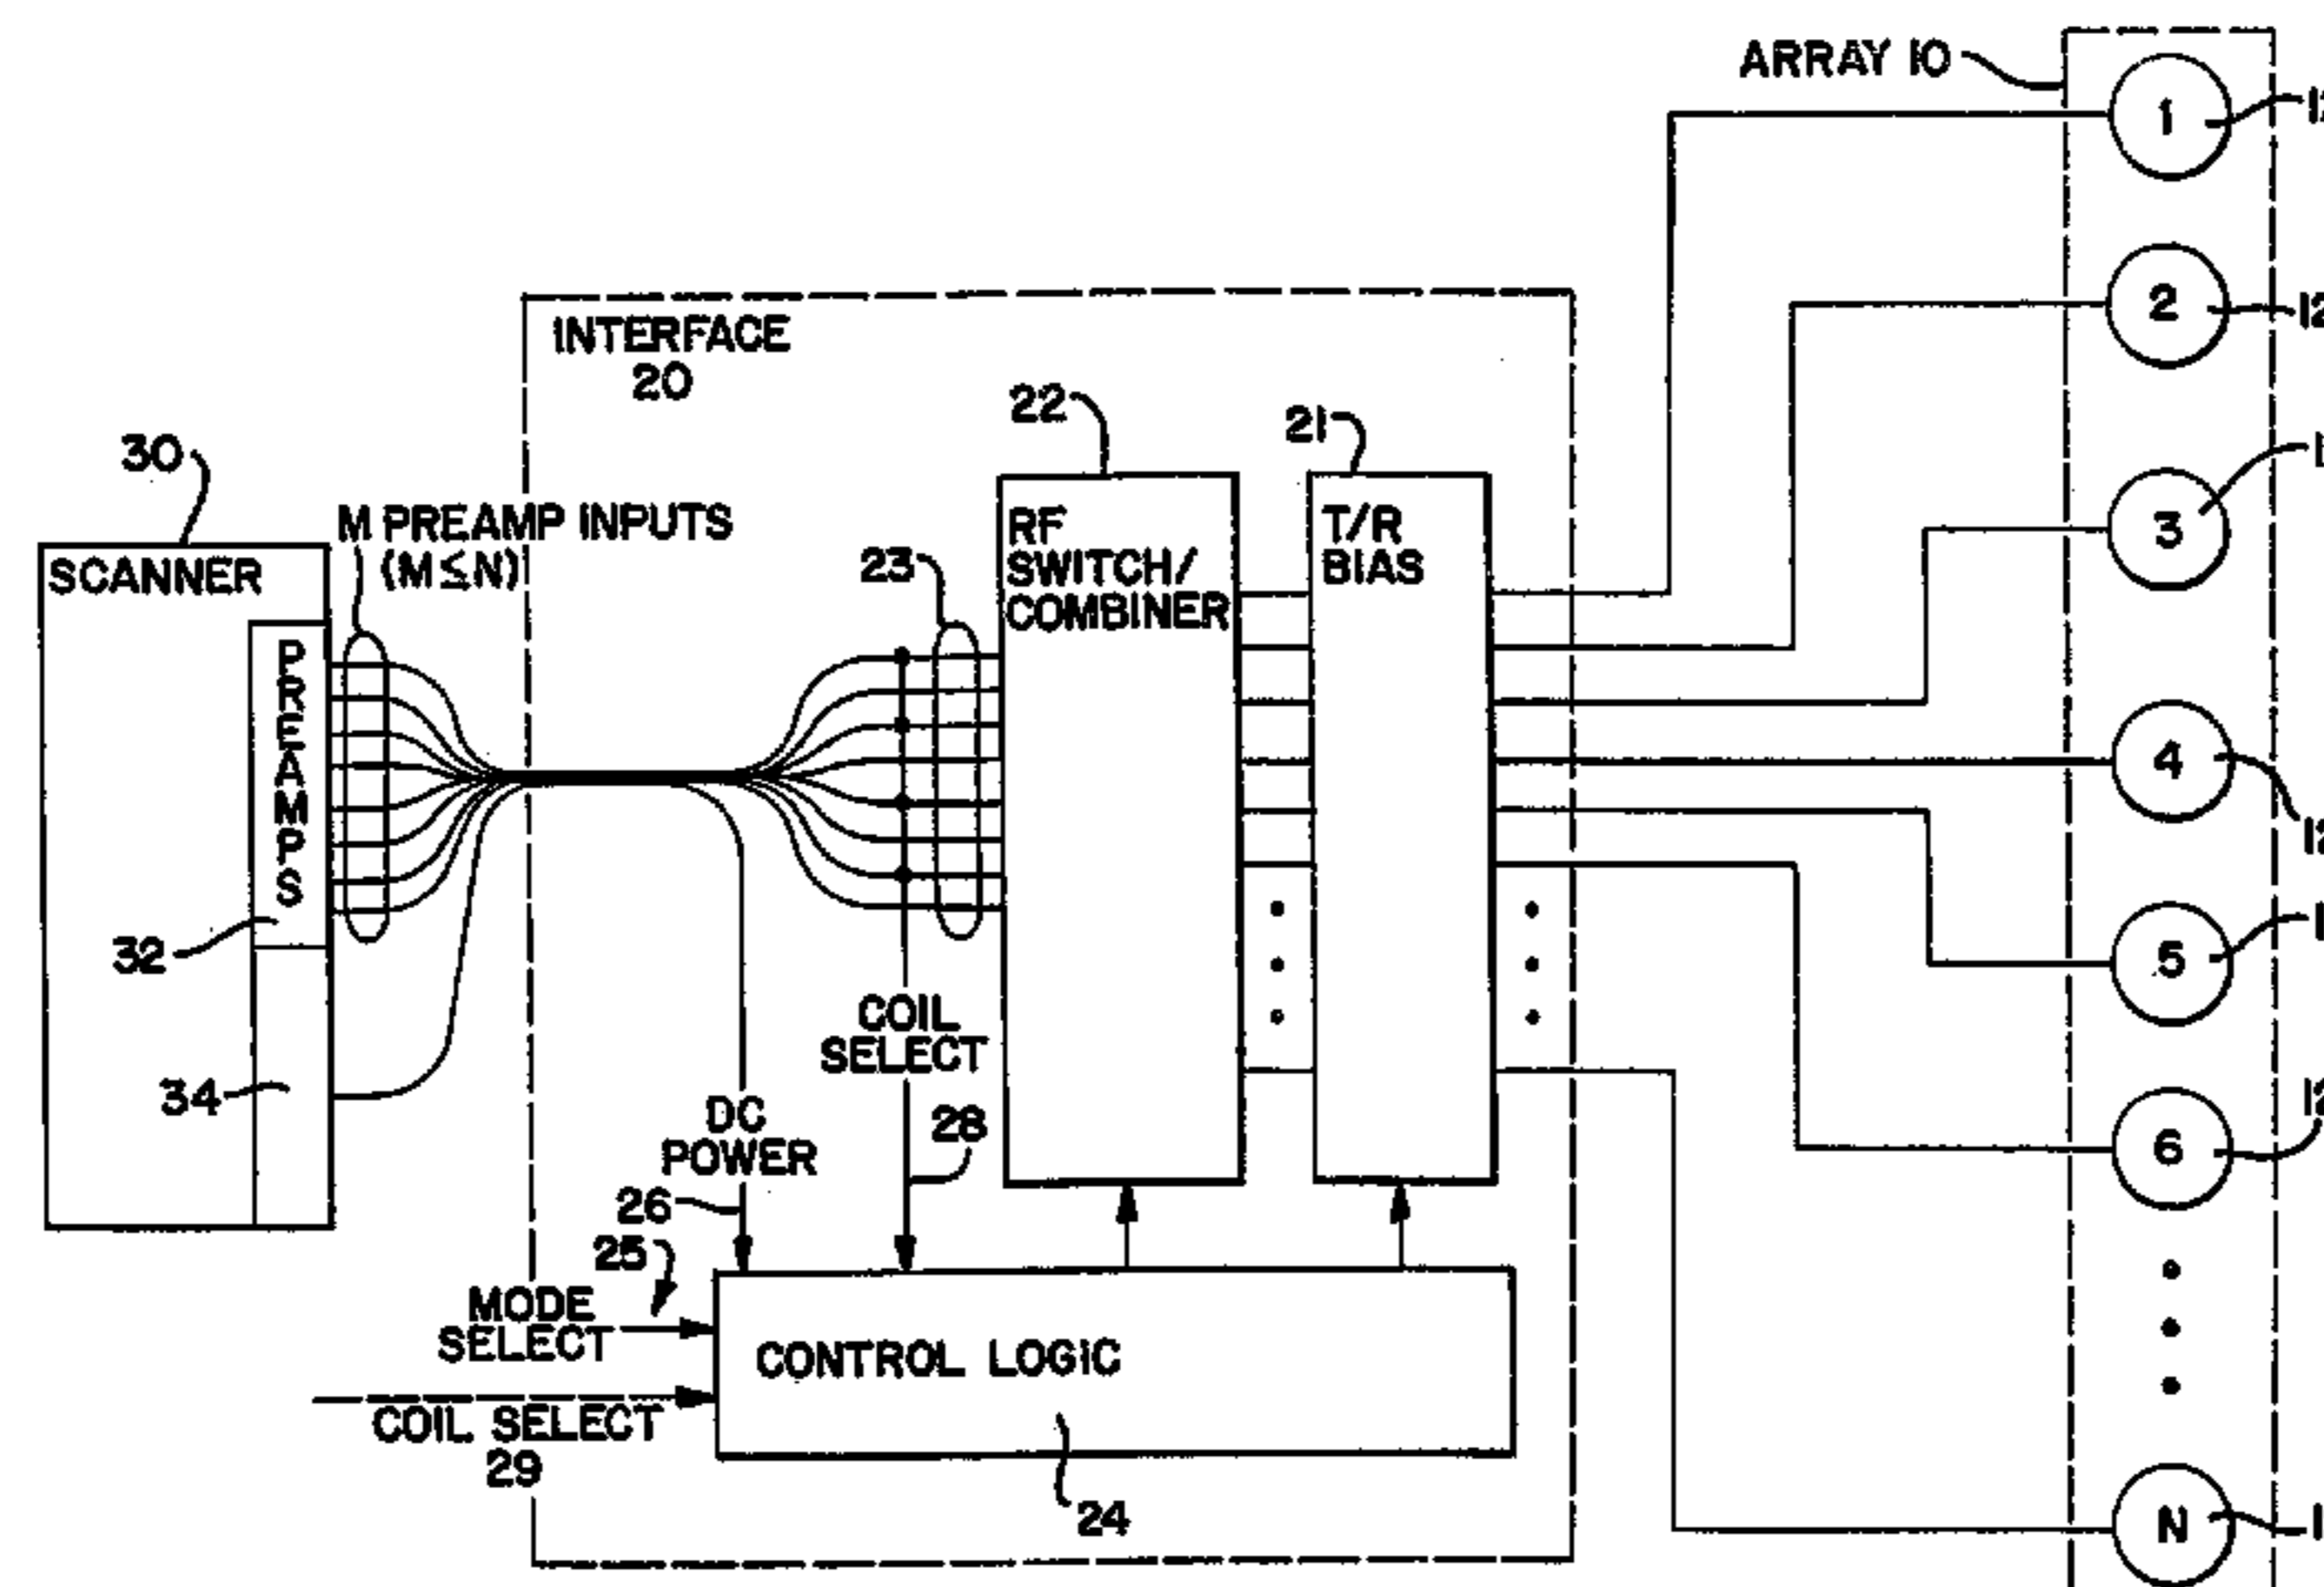 ARRAY 10
1
2
INTERFACE
20
22
21
30
M PREAMP INPUTS
(M≤N)
3
SCANNER
23
RF
SWITCH/
COMBINER
T/R
BIAS
PREAMPS
4
32
5
COIL
SELECT
34
DC
POWER
28
6
26
25
MODE
SELECT
CONTROL LOGIC
COIL SELECT
29
24
N